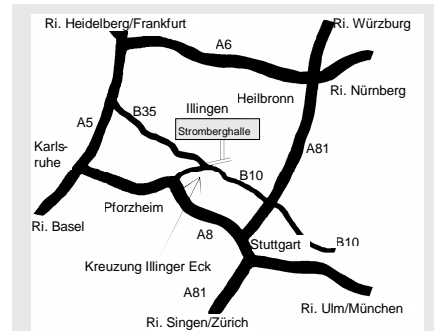 Ri. Heidelberg/Frankfurt
Ri. Würzburg
A6
Ri. Nürnberg
Heilbronn
Illingen
B35
Stromberghalle
A5
Karls-
ruhe
A81
B10
Pforzheim
Ri. Basel
A8
Stuttgart
B10
Kreuzung Illinger Eck
A81
Ri. Ulm/München
Ri. Singen/Zürich